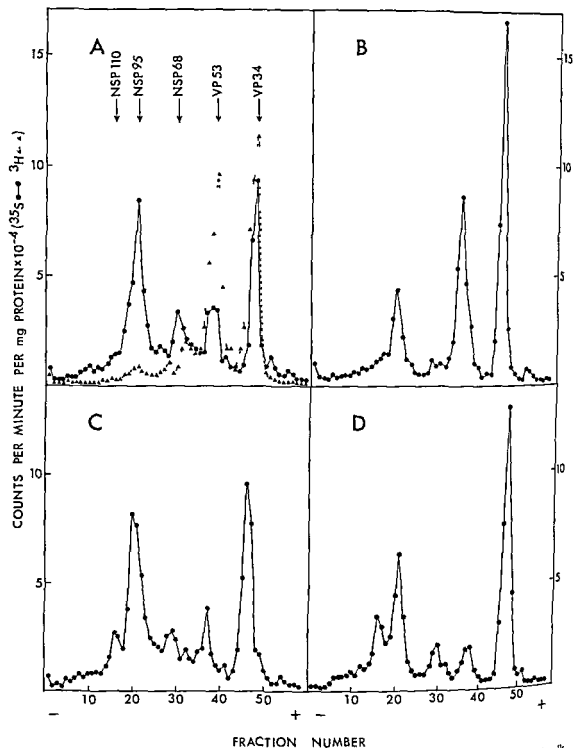 A
B
NSP110
NSP95
NSP68
VP53
VP34
15
10
5
15
10
5
C
D
10
5
10
5
10 20 30 40 50
10 20 30 40 50
− + − +
COUNTS PER MINUTE PER mg PROTEIN×10⁻⁴ (³⁵S •—• ³H ▵--▵)
FRACTION NUMBER